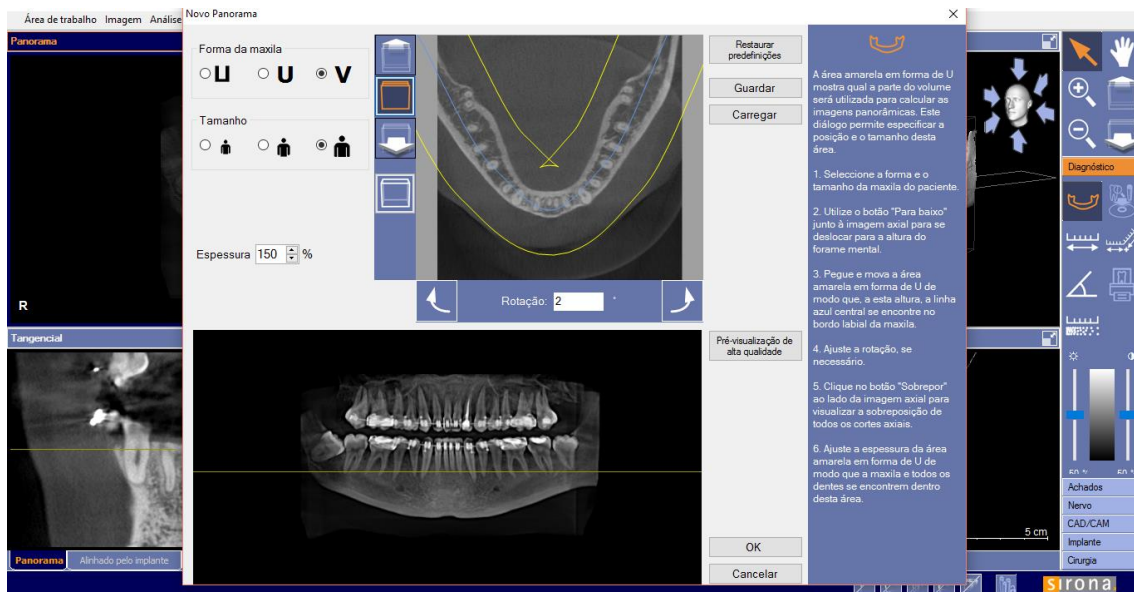 Novo Panorama
Área de trabalho Imagem Análise
Panorama
R
Tangencial
Panorama
Alinhado pelo implante
Forma da maxila
U
U
V
Tamanho
Espessura 150 %
Rotação: 2 °
Restaurar
predefinições
Guardar
Carregar
Pré-visualização de
alta qualidade
OK
Cancelar
A área amarela em forma de U
mostra qual a parte do volume
será utilizada para calcular as
imagens panorâmicas. Este
diálogo permite especificar a
posição e o tamanho desta
área.
1. Seleccione a forma e o
tamanho da maxila do paciente.
2. Utilize o botão "Para baixo"
junto à imagem axial para se
deslocar para a altura do
forame mental.
3. Pegue e mova a área
amarela em forma de U de
modo que, a esta altura, a linha
azul central se encontre no
bordo labial da maxila.
4. Ajuste a rotação, se
necessário.
5. Clique no botão "Sobrepor"
ao lado da imagem axial para
visualizar a sobreposição de
todos os cortes axiais.
6. Ajuste a espessura da área
amarela em forma de U de
modo que a maxila e todos os
dentes se encontrem dentro
desta área.
5 cm
Diagnóstico
Achados
Nervo
CAD/CAM
Implante
Cirurgia
sirona